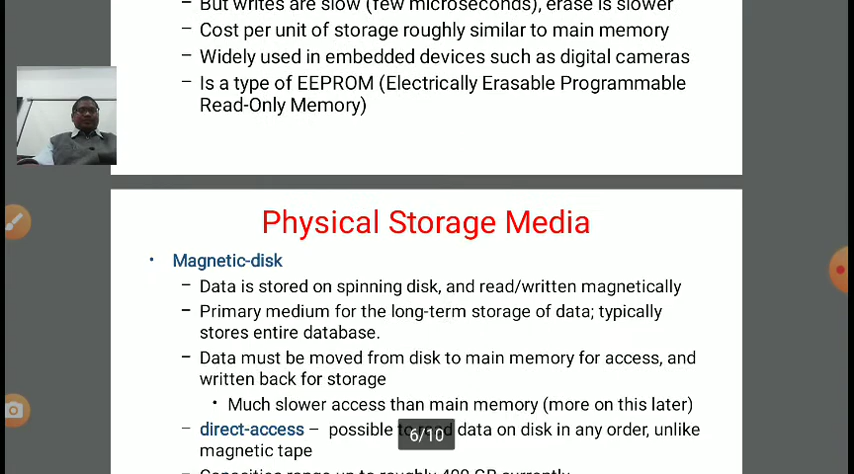 – But writes are slow (few microseconds), erase is slower
– Cost per unit of storage roughly similar to main memory
– Widely used in embedded devices such as digital cameras
– Is a type of EEPROM (Electrically Erasable Programmable
Read-Only Memory)
Physical Storage Media
• Magnetic-disk
– Data is stored on spinning disk, and read/written magnetically
– Primary medium for the long-term storage of data; typically
stores entire database.
– Data must be moved from disk to main memory for access, and
written back for storage
• Much slower access than main memory (more on this later)
– direct-access – possible to read data on disk in any order, unlike
magnetic tape
6/10
Capacities range up to roughly 400 GB currently